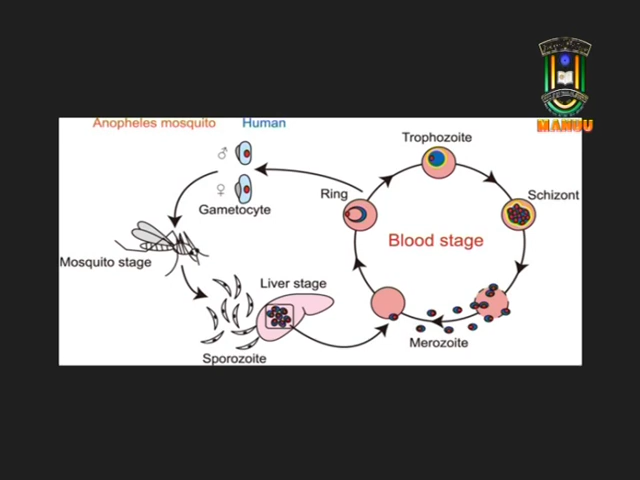 MANUU
Anopheles mosquito Human
Trophozoite
Ring
Schizont
Gametocyte
Blood stage
Mosquito stage
Liver stage
Merozoite
Sporozoite